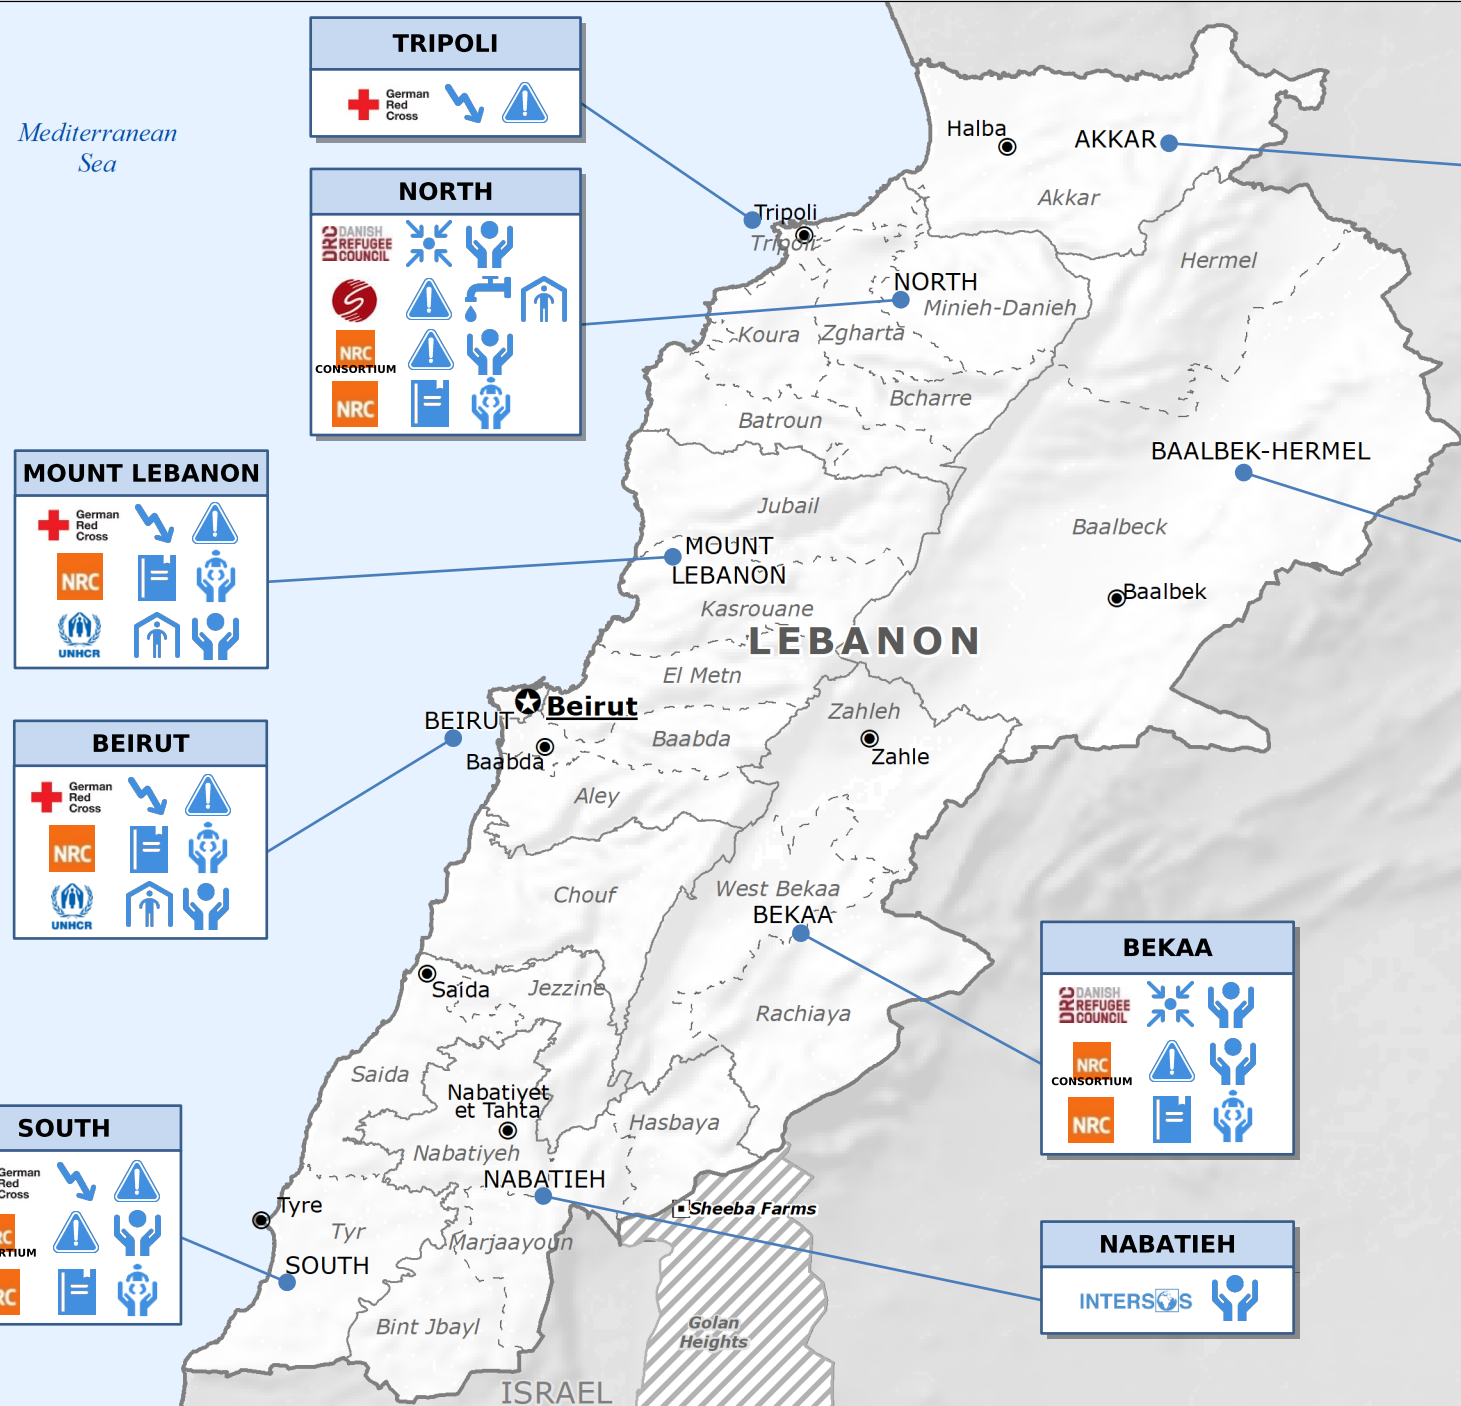 TRIPOLI
German
Red
Cross
Mediterranean
Sea
NORTH
DRC DANISH
REFUGEE
COUNCIL
S
NRC
CONSORTIUM
NRC
Halba
AKKAR
Akkar
Tripoli
Tripoli
Hermel
NORTH
Minieh-Danieh
Koura
Zgharta
Bcharre
Batroun
MOUNT LEBANON
German
Red
Cross
NRC
UNHCR
BAALBEK-HERMEL
Jubail
Baalbeck
MOUNT
LEBANON
Baalbek
Kasrouane
LEBANON
El Metn
Beirut
BEIRUT
Baabda
Baabda
Zahleh
Zahle
BEIRUT
German
Red
Cross
NRC
UNHCR
Aley
Chouf
West Bekaa
BEKAA
Saida
Jezzine
Rachiaya
BEKAA
DRC DANISH
REFUGEE
COUNCIL
NRC
CONSORTIUM
NRC
Saida
Nabatiyet
et Tahta
Hasbaya
Nabatiyeh
NABATIEH
SOUTH
German
Red
Cross
RC
RTIUM
RC
Tyre
Tyr
SOUTH
Marjaayoun
Sheeba Farms
Bint Jbayl
Golan
Heights
NABATIEH
INTERSOS
ISRAEL